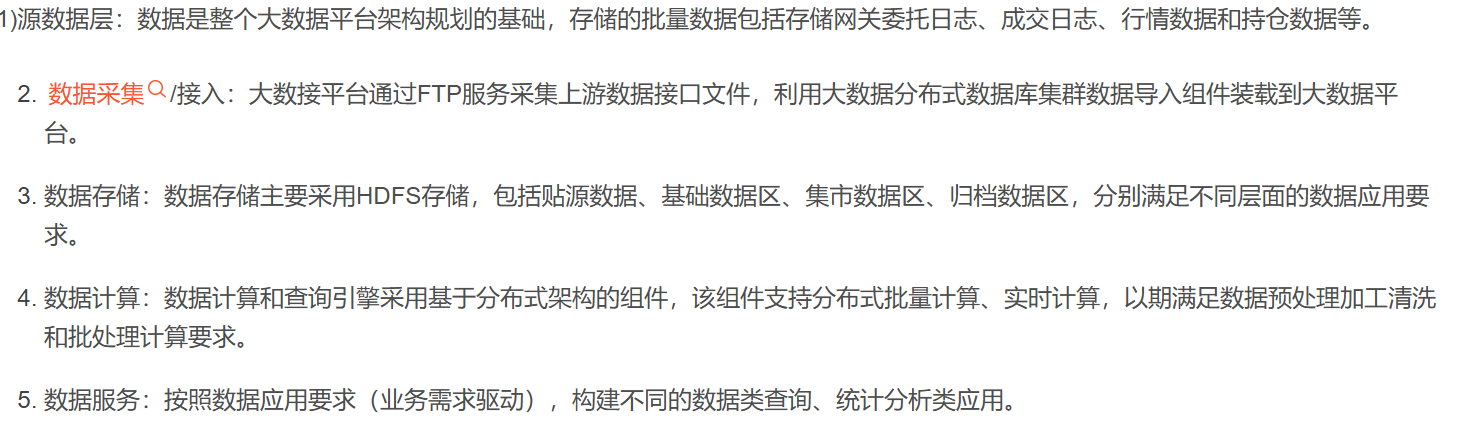 1)源数据层：数据是整个大数据平台架构规划的基础，存储的批量数据包括存储网关委托日志、成交日志、行情数据和持仓数据等。
2. 数据采集/接入：大数接平台通过FTP服务采集上游数据接口文件，利用大数据分布式数据库集群数据导入组件装载到大数据平
台。
3. 数据存储：数据存储主要采用HDFS存储，包括贴源数据、基础数据区、集市数据区、归档数据区，分别满足不同层面的数据应用要
求。
4. 数据计算：数据计算和查询引擎采用基于分布式架构的组件，该组件支持分布式批量计算、实时计算，以期满足数据预处理加工清洗
和批处理计算要求。
5. 数据服务：按照数据应用要求（业务需求驱动），构建不同的数据类查询、统计分析类应用。